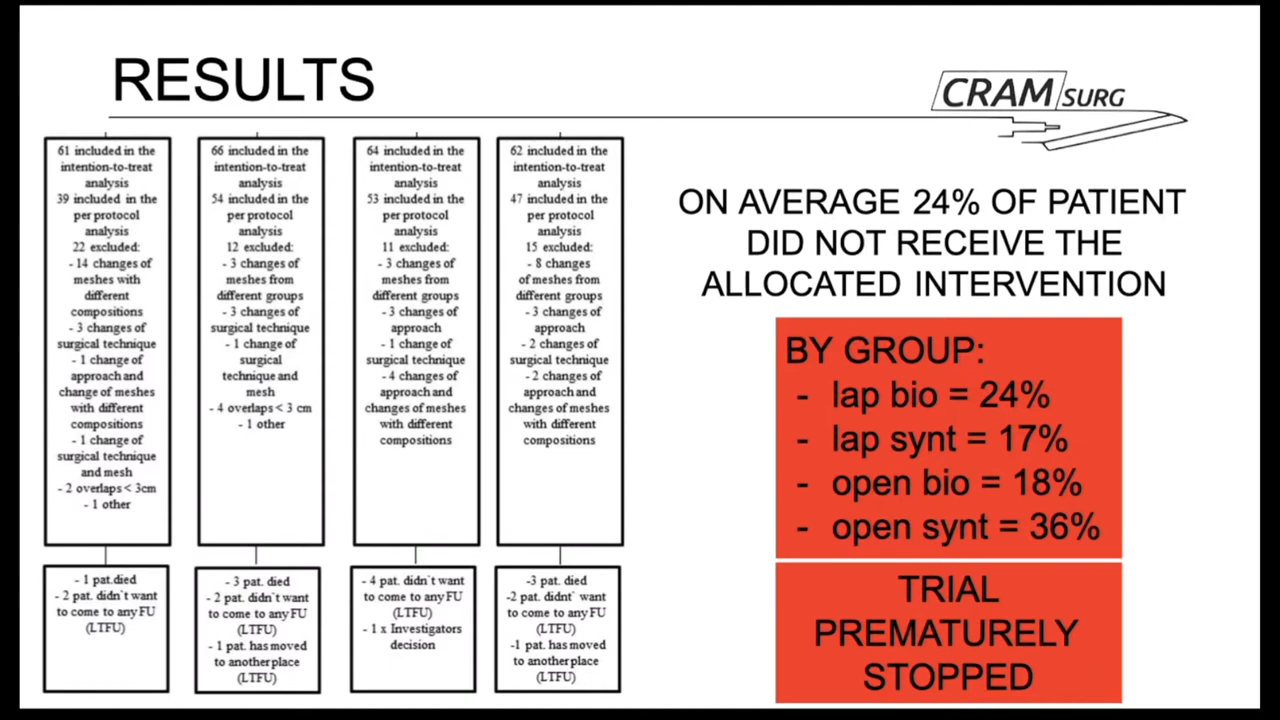 RESULTS
CRAM SURG
61 included in the
intention-to-treat
analysis
39 included in the
per protocol
analysis
22 excluded:
- 14 changes of
meshes with
different
compositions
- 3 changes of
surgical technique
- 1 change of
approach and
change of meshes
with different
compositions
- 1 change of
surgical technique
and mesh
- 2 overlaps < 3cm
- 1 other
- 1 pat.died
- 2 pat. didn`t want
to come to any FU
(LTFU)
66 included in the
intention-to-treat
analysis
54 included in the
per protocol
analysis
12 excluded:
- 3 changes of
meshes from
different groups
- 3 changes of
surgical technique
- 1 change of
surgical
technique and
mesh
- 4 overlaps < 3 cm
- 1 other
- 3 pat. died
- 2 pat. didn`t want
to come to any FU
(LTFU)
- 1 pat. has moved
to another place
(LTFU)
64 included in the
intention-to-treat
analysis
53 included in the
per protocol
analysis
11 excluded:
- 3 changes of
meshes from
different groups
- 3 changes of
approach
- 1 change of
surgical technique
- 4 changes of
approach and
changes of meshes
with different
compositions
- 4 pat. didn`t want
to come to any FU
(LTFU)
- 1 x Investigators
decision
62 included in the
intention-to-treat
analysis
47 included in the
per protocol
analysis
15 excluded:
- 8 changes
of meshes from
different groups
- 3 changes of
approach
- 2 changes of
surgical technique
- 2 changes of
approach and
changes of meshes
with different
compositions
-3 pat. died
-2 pat. didnt` want
to come to any FU
(LTFU)
-1 pat. has moved
to another place
(LTFU)
ON AVERAGE 24% OF PATIENT
DID NOT RECEIVE THE
ALLOCATED INTERVENTION
BY GROUP:
- lap bio = 24%
- lap synt = 17%
- open bio = 18%
- open synt = 36%
TRIAL
PREMATURELY
STOPPED